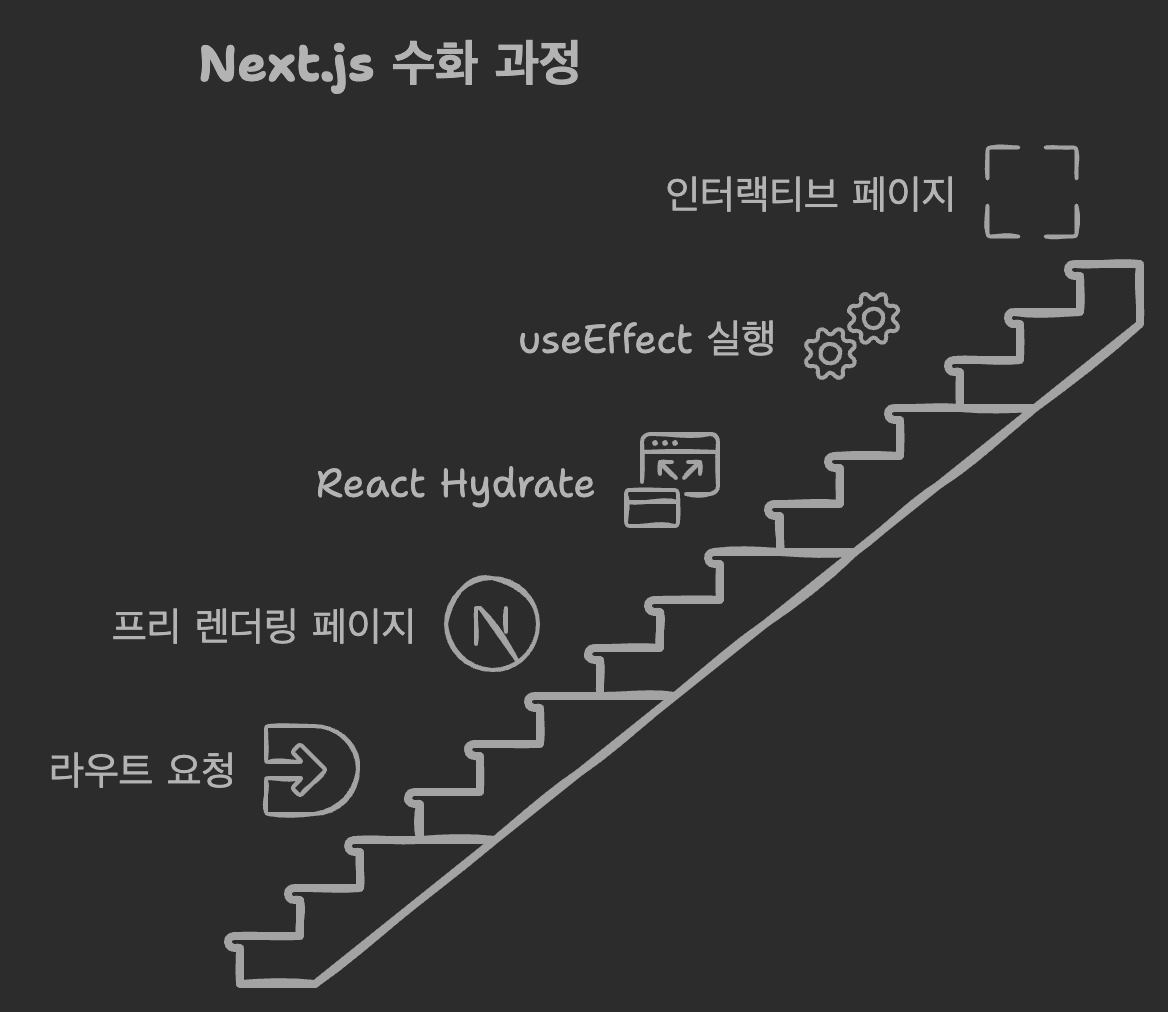 Next.js 수화 과정
인터랙티브 페이지
useEffect 실행
React Hydrate
프리 렌더링 페이지
N
라우트 요청